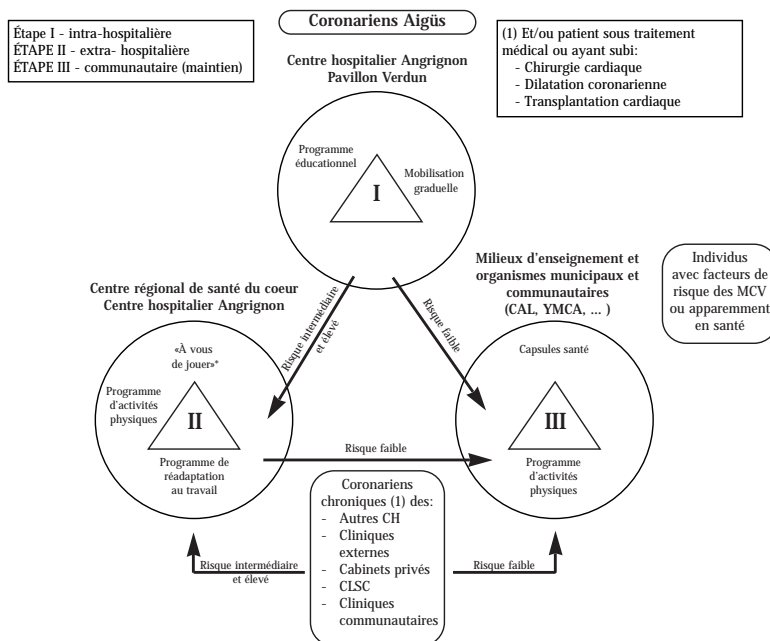 Étape I - intra-hospitalière
ÉTAPE II - extra- hospitalière
ÉTAPE III - communautaire (maintien)
Coronariens Aigüs
(1) Et/ou patient sous traitement
médical ou ayant subi:
- Chirurgie cardiaque
- Dilatation coronarienne
- Transplantation cardiaque
Centre hospitalier Angrignon
Pavillon Verdun
Programme
éducationnel
I
Mobilisation
graduelle
Centre régional de santé du coeur
Centre hospitalier Angrignon
Risque intermédiaire
et élevé
Risque faible
Milieux d'enseignement et
organismes municipaux et
communautaires
(CAL, YMCA, ... )
Individus
avec facteurs de
risque des MCV
ou apparemment
en santé
«À vous
de jouer»*
Programme
d'activités
physiques
II
Programme de
réadaptation
au travail
Risque faible
Capsules santé
III
Programme
d'activités
physiques
Coronariens
chroniques (1) des:
- Autres CH
- Cliniques
externes
- Cabinets privés
- CLSC
- Cliniques
communautaires
Risque intermédiaire
et élevé
Risque faible